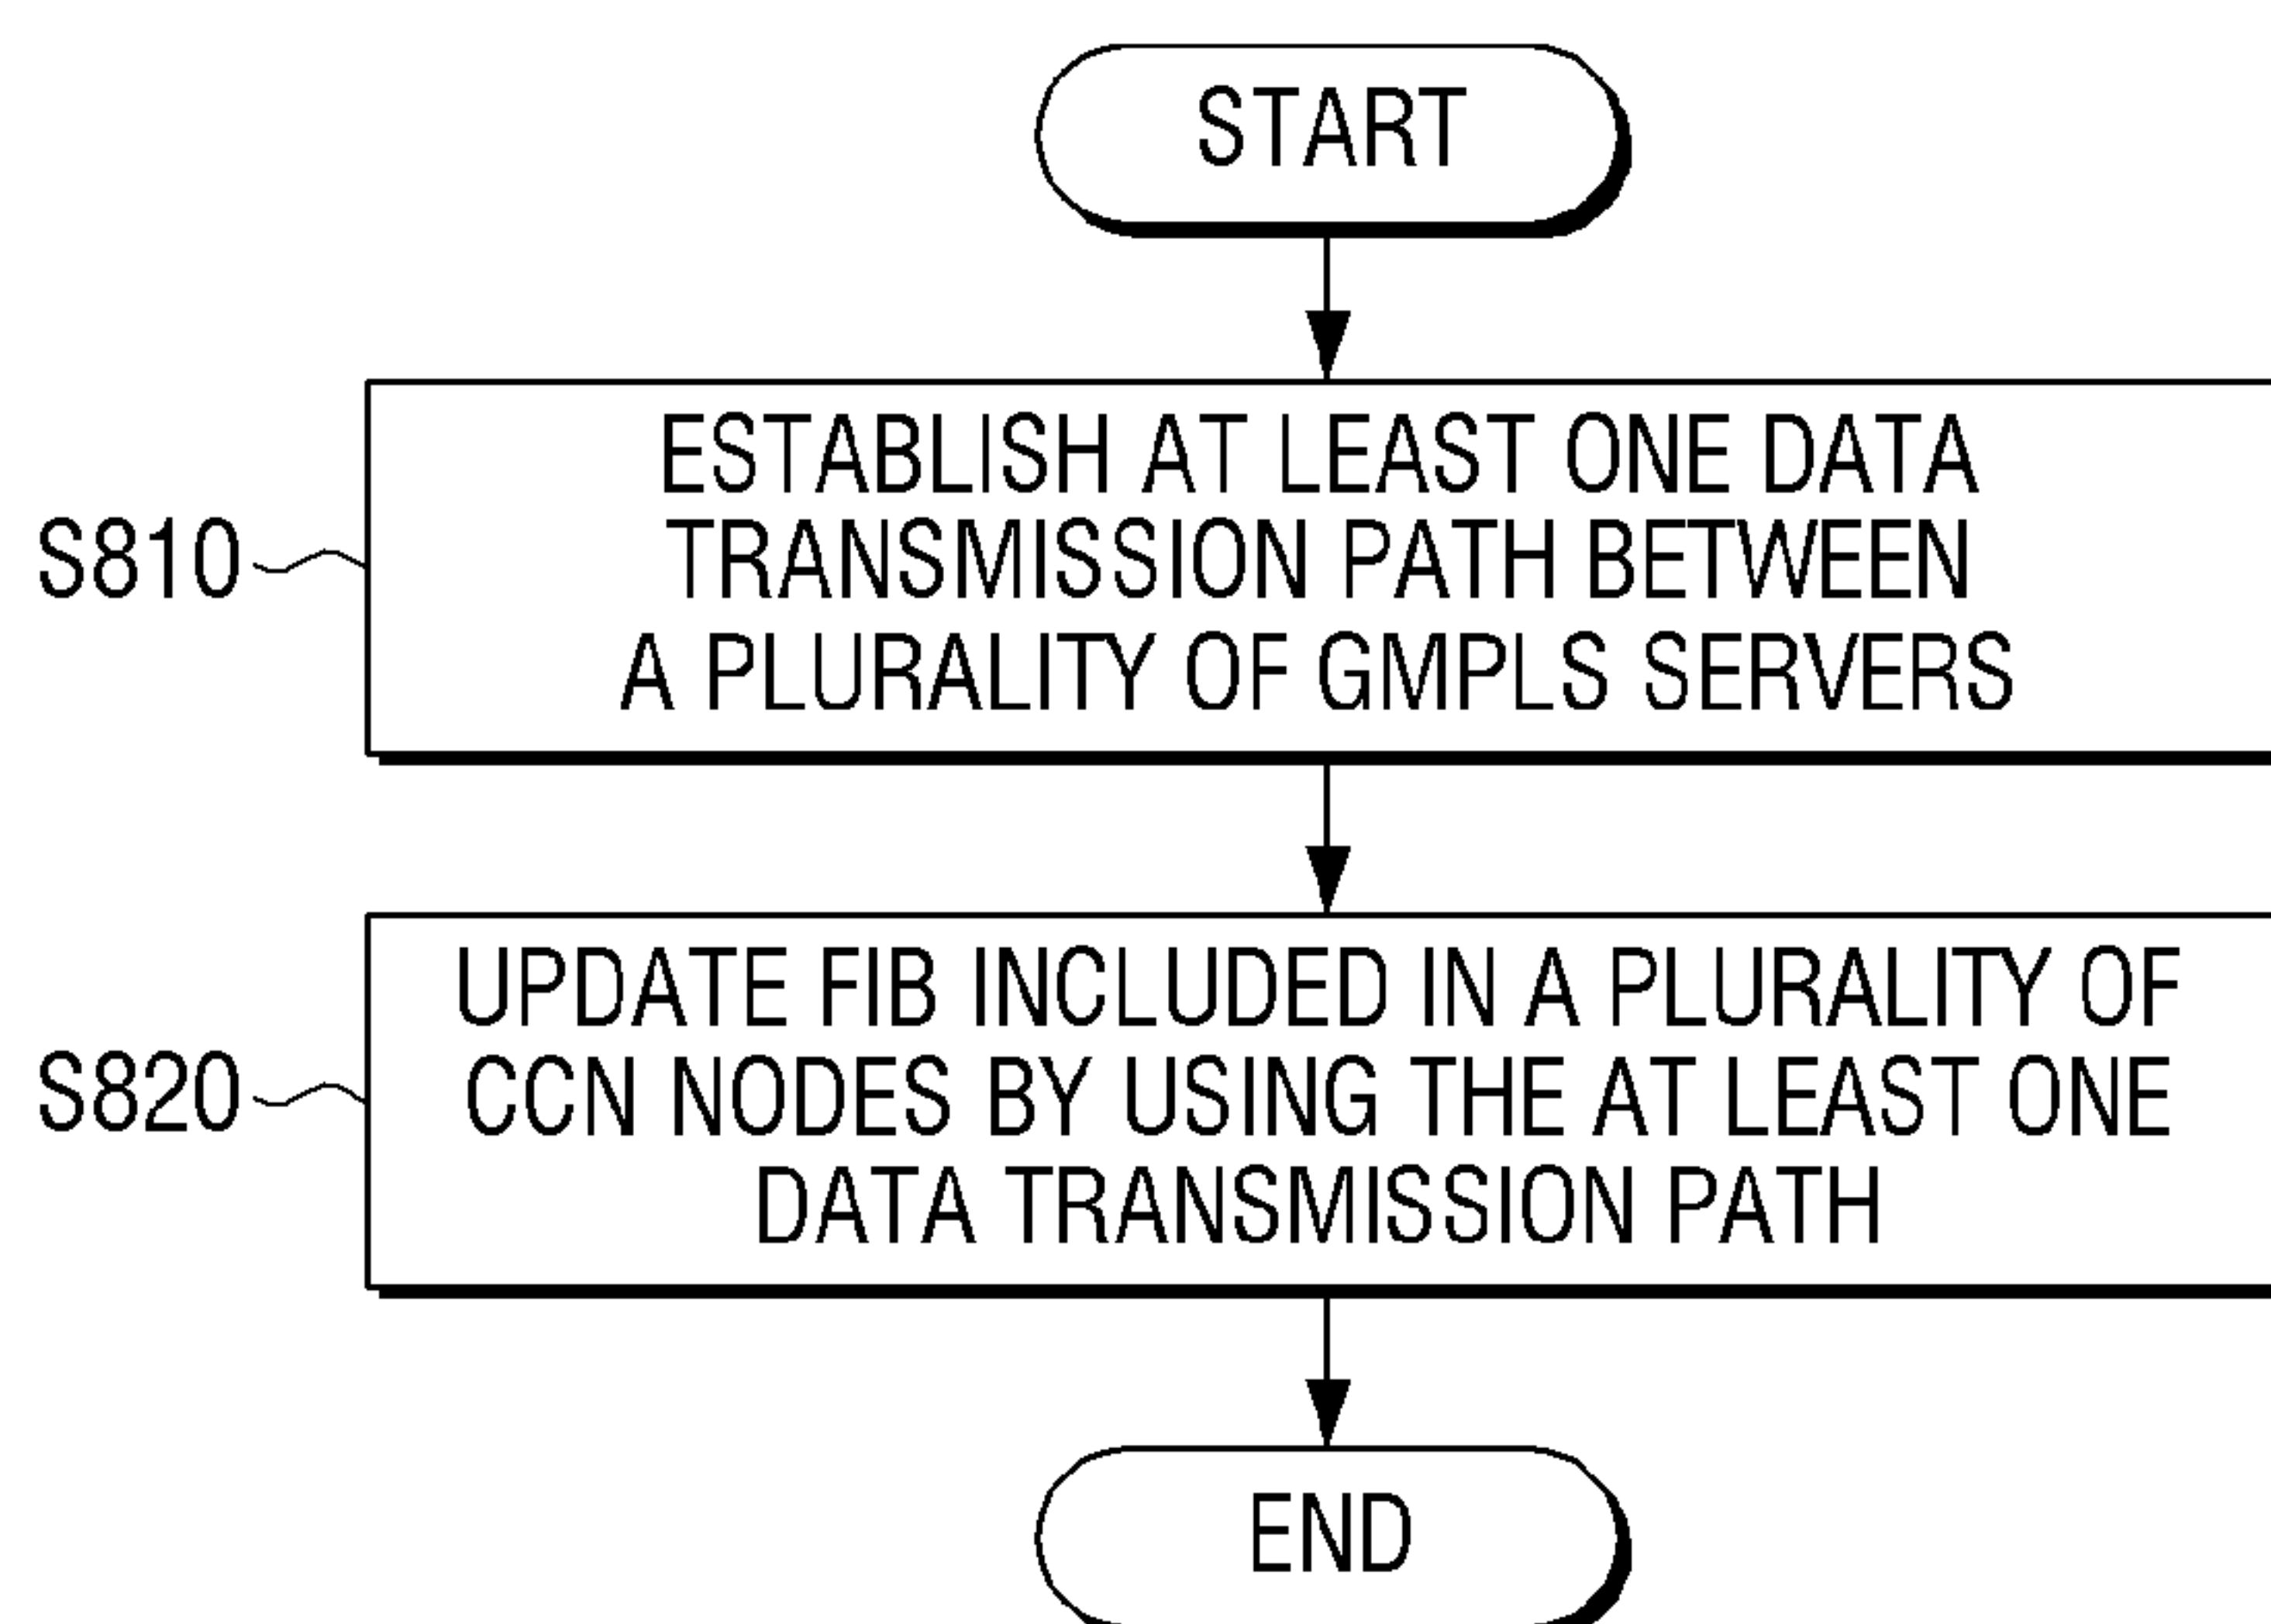 START
S810
ESTABLISH AT LEAST ONE DATA
TRANSMISSION PATH BETWEEN
A PLURALITY OF GMPLS SERVERS
S820
UPDATE FIB INCLUDED IN A PLURALITY OF
CCN NODES BY USING THE AT LEAST ONE
DATA TRANSMISSION PATH
END